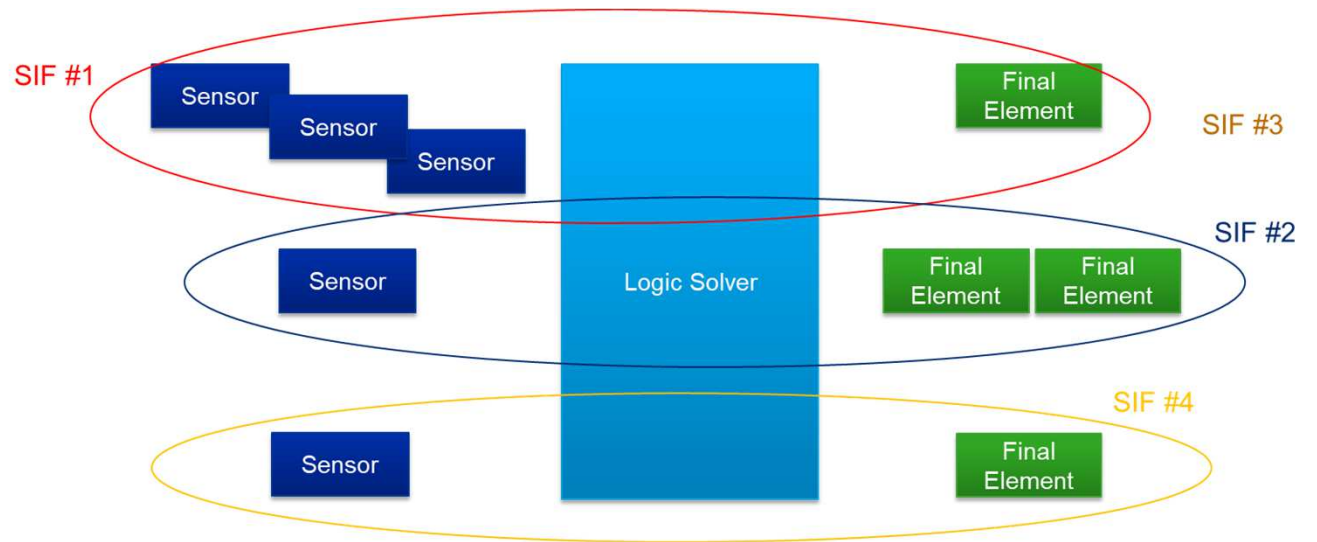 SIF #1
Sensor
Sensor
Sensor
Final
Element
SIF #3
SIF #2
Sensor
Logic Solver
Final
Element
Final
Element
SIF #4
Sensor
Final
Element